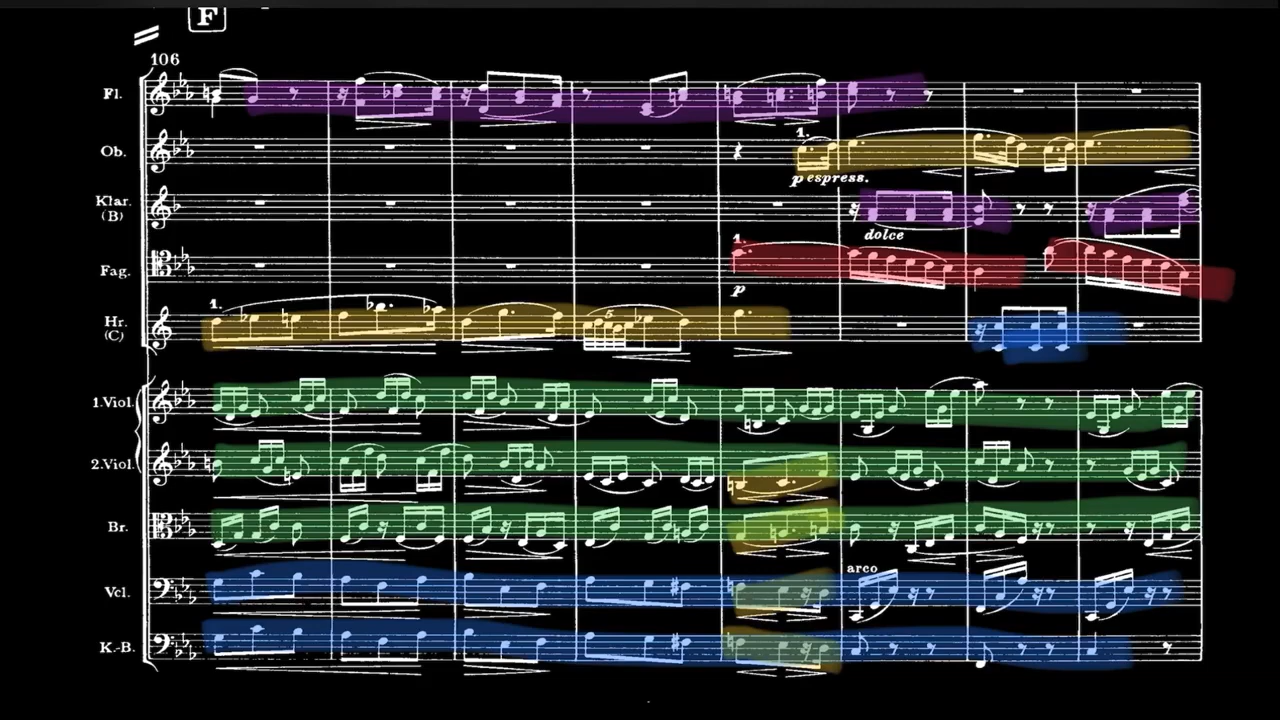 F
106
Fl.
Ob.
1.
p espress.
Klar.
(B)
dolce
Fag.
1.
p
Hr.
(C)
1.
5
1.Viol.
2.Viol.
Br.
Vcl.
arco
K.-B.